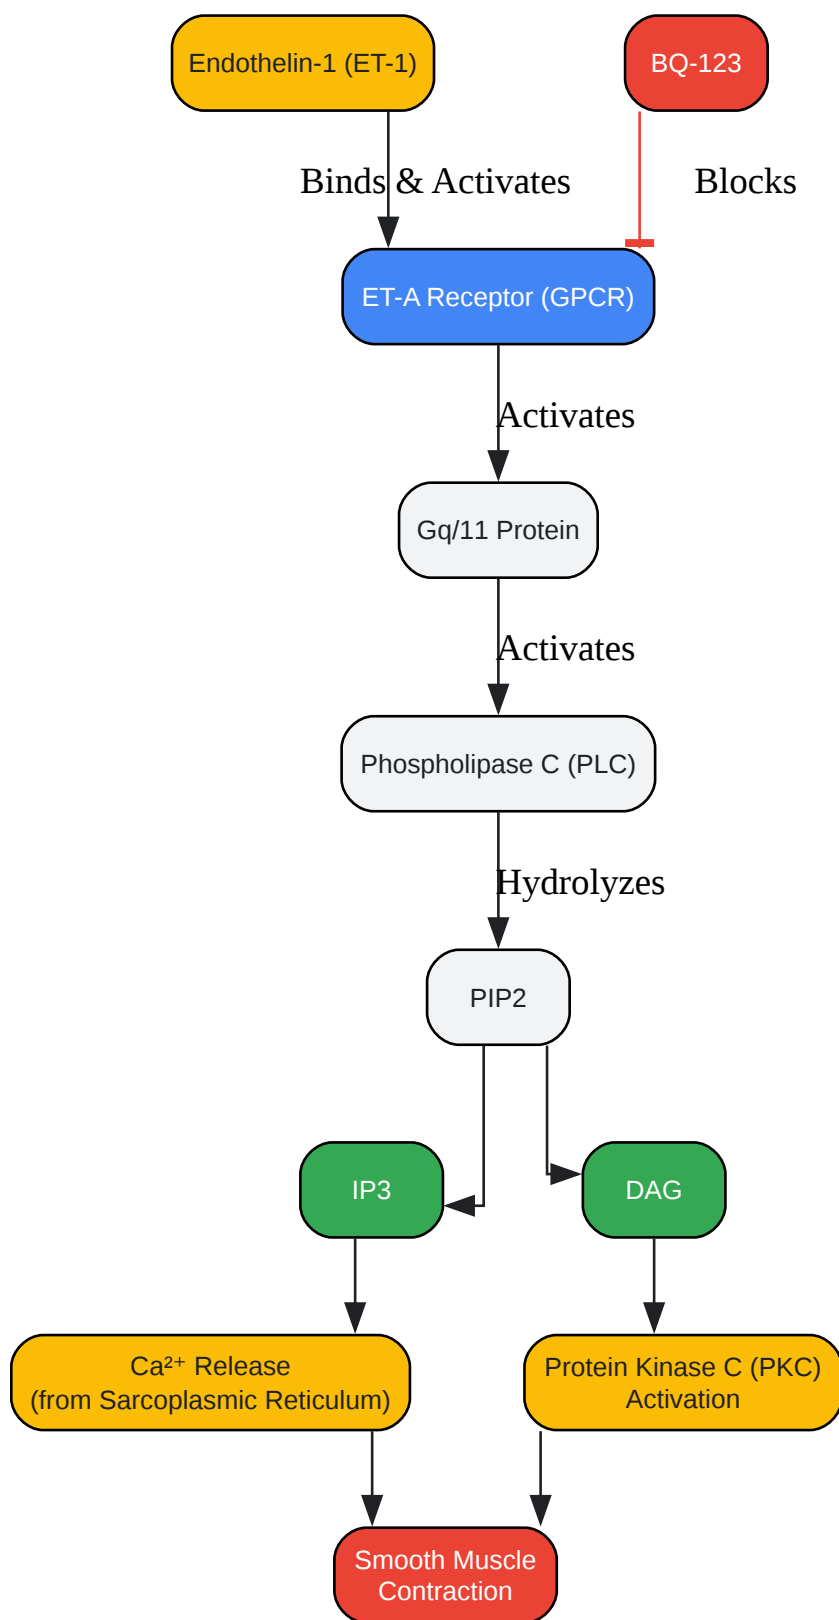 Endothelin-1 (ET-1)
BQ-123
Binds & Activates
Blocks
ET-A Receptor (GPCR)
Activates
Gq/11 Protein
Activates
Phospholipase C (PLC)
Hydrolyzes
PIP2
IP3
DAG
Ca²⁺ Release
(from Sarcoplasmic Reticulum)
Protein Kinase C (PKC)
Activation
Smooth Muscle
Contraction